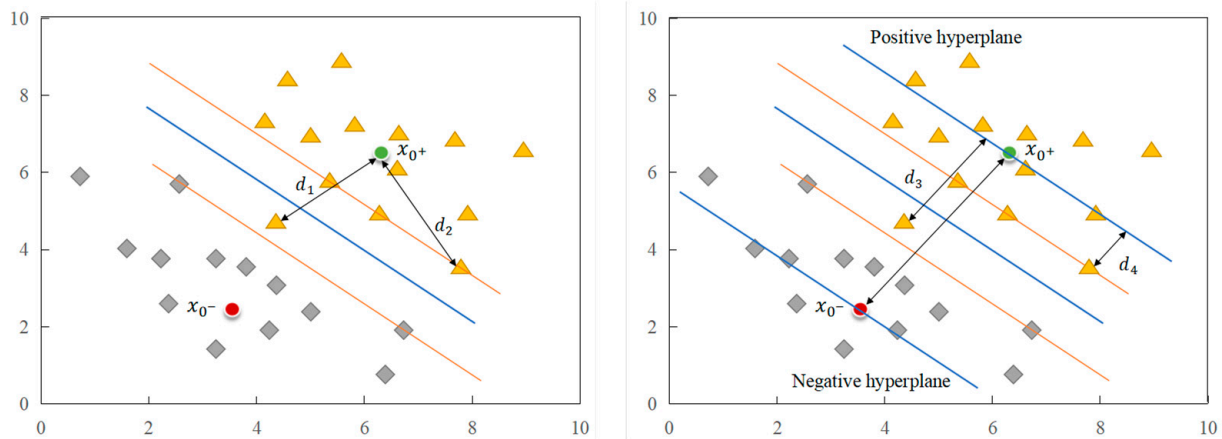 10
8
6
4
2
0
0 2 4 6 8 10
x₀⁺
d₁
d₂
x₀⁻
10
8
6
4
2
0
0 2 4 6 8 10
Positive hyperplane
x₀⁺
d₃
d₄
x₀⁻
Negative hyperplane